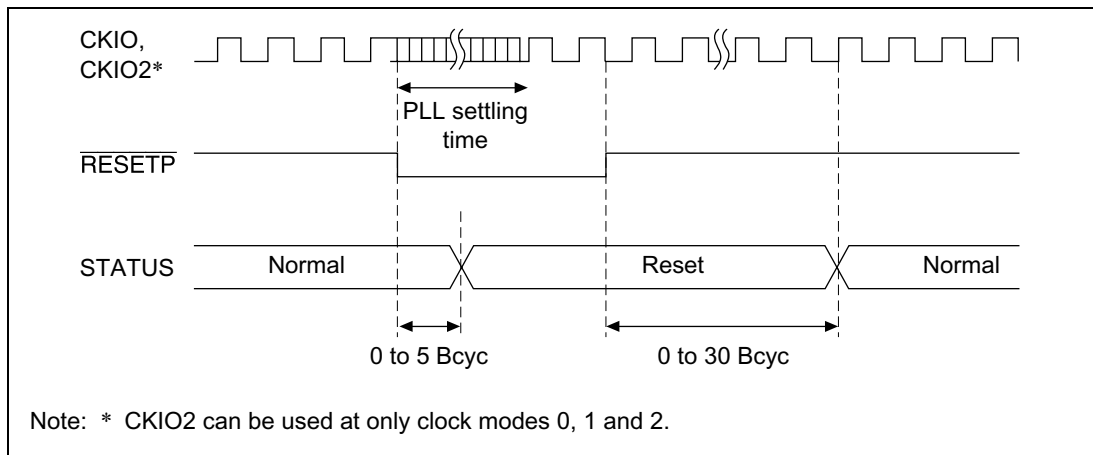 CKIO,
CKIO2*
PLL settling
time
RESETP
STATUS
Normal
Reset
Normal
0 to 5 Bcyc
0 to 30 Bcyc
Note: * CKIO2 can be used at only clock modes 0, 1 and 2.